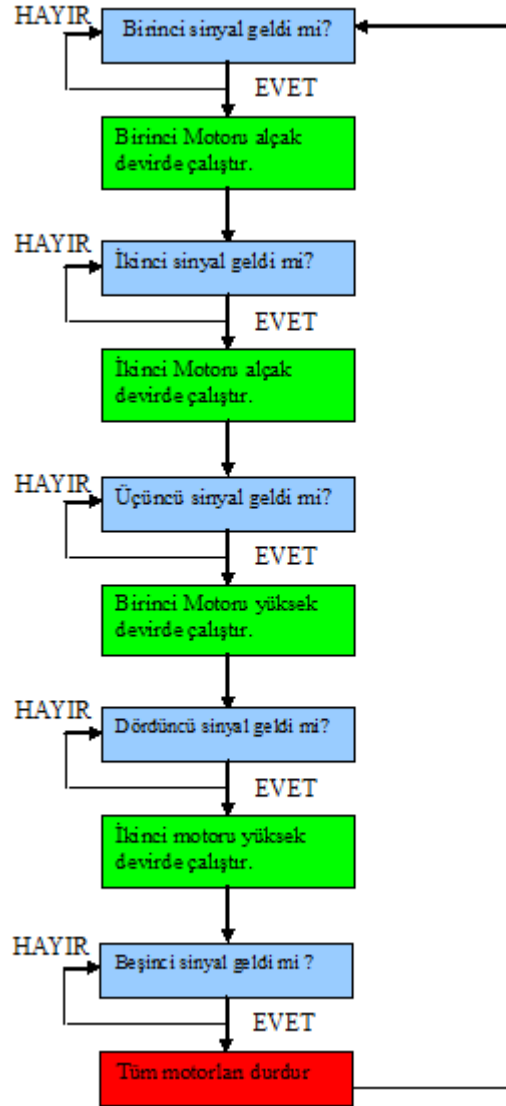 HAYIR
Birinci sinyal geldi mi?
EVET
Birinci Motoru alçak
devirde çalıştır.
HAYIR
İkinci sinyal geldi mi?
EVET
İkinci Motoru alçak
devirde çalıştır.
HAYIR
Üçüncü sinyal geldi mi?
EVET
Birinci Motoru yüksek
devirde çalıştır.
HAYIR
Dördüncü sinyal geldi mi?
EVET
İkinci motoru yüksek
devirde çalıştır.
HAYIR
Beşinci sinyal geldi mi ?
EVET
Tüm motorları durdur